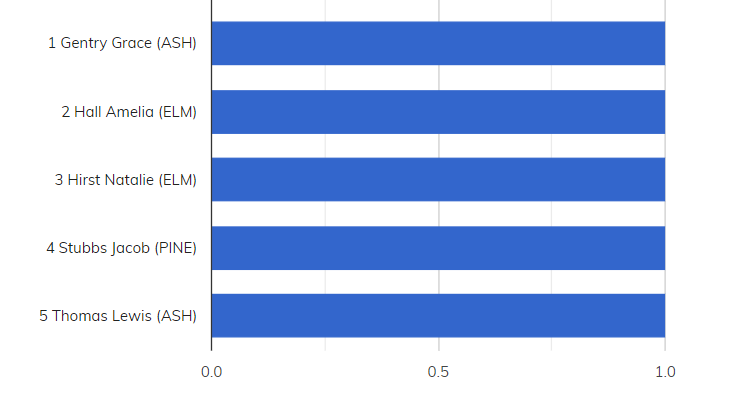 1 Gentry Grace (ASH)
2 Hall Amelia (ELM)
3 Hirst Natalie (ELM)
4 Stubbs Jacob (PINE)
5 Thomas Lewis (ASH)
0.0 0.5 1.0